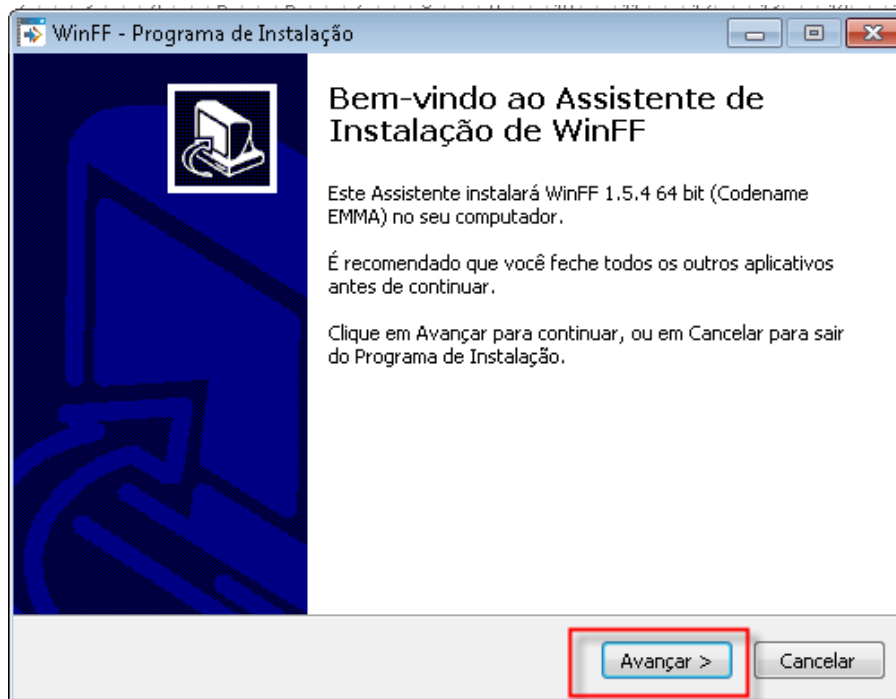 WinFF - Programa de Instalação
Bem-vindo ao Assistente de
Instalação de WinFF
Este Assistente instalará WinFF 1.5.4 64 bit (Codename
EMMA) no seu computador.
É recomendado que você feche todos os outros aplicativos
antes de continuar.
Clique em Avançar para continuar, ou em Cancelar para sair
do Programa de Instalação.
Avançar >
Cancelar